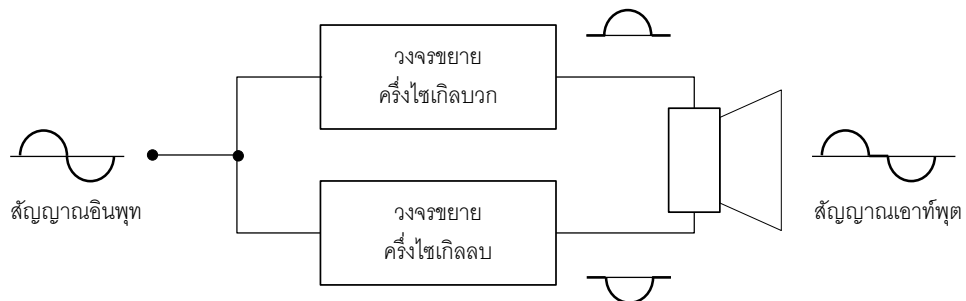 วงจรขยาย
ครึ่งไซเกิลบวก
สัญญาณอินพุท
วงจรขยาย
ครึ่งไซเกิลลบ
สัญญาณเอาท์พุต